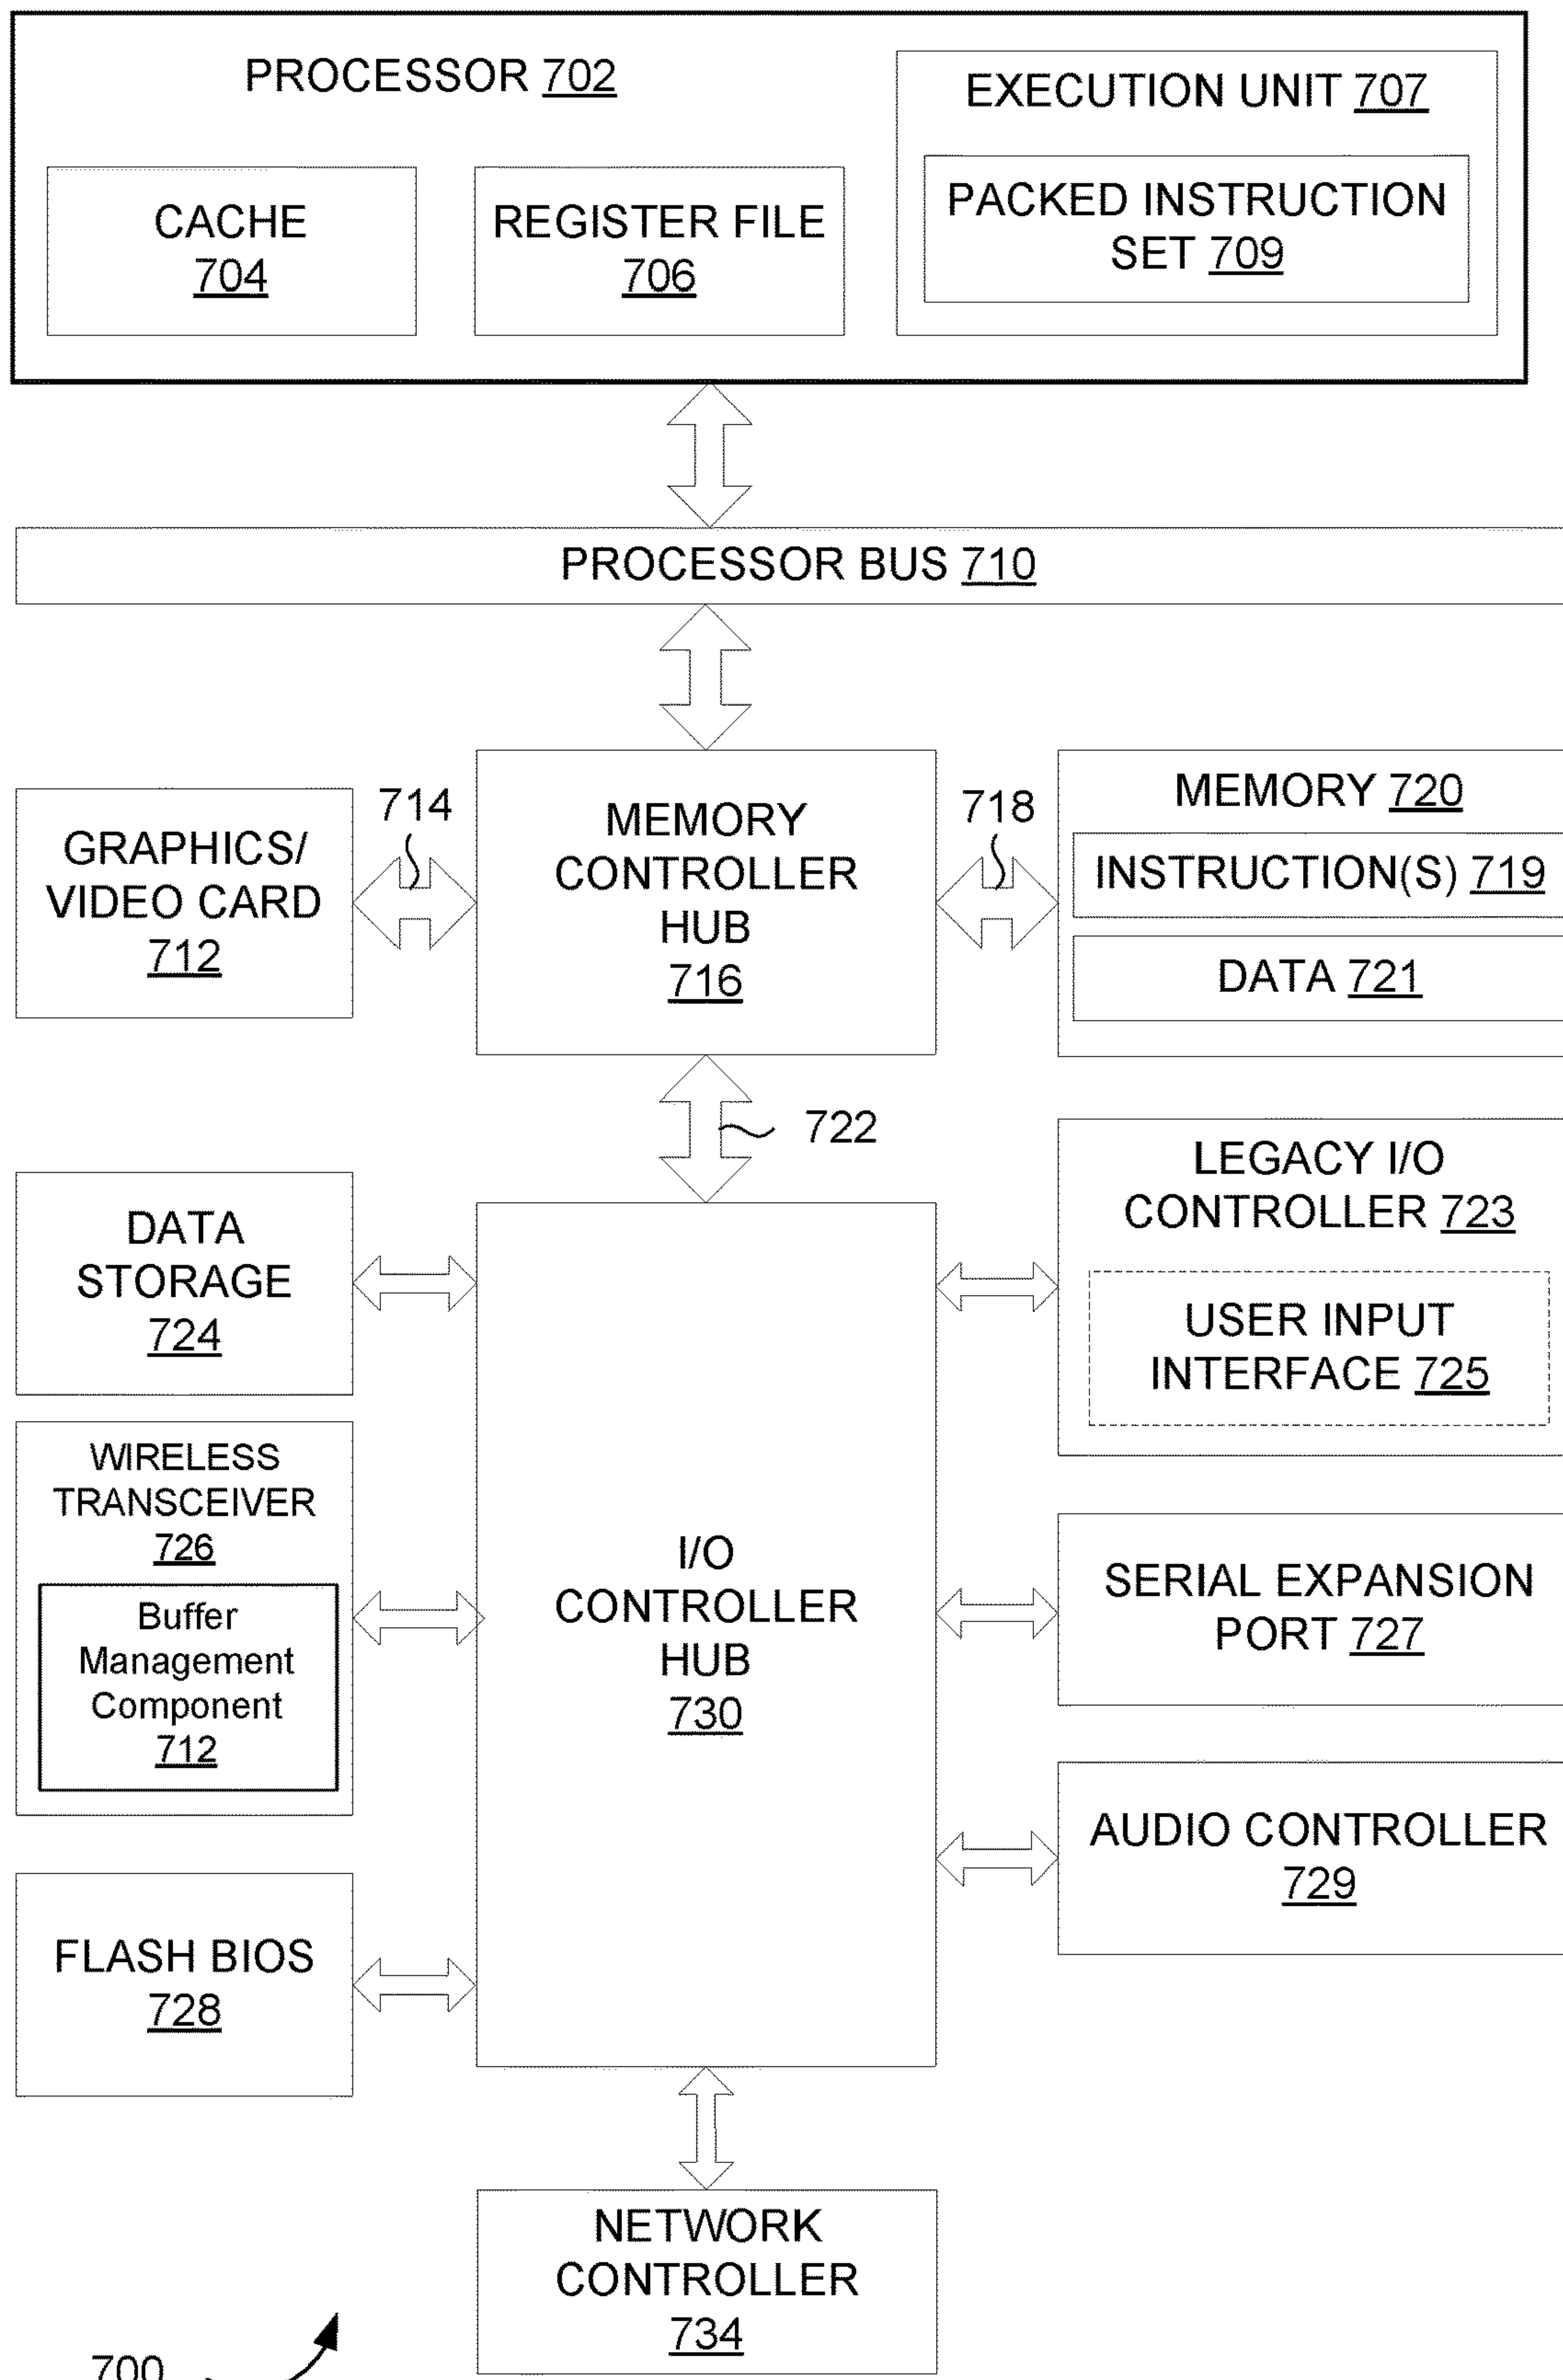 PROCESSOR 702
CACHE
704
REGISTER FILE
706
EXECUTION UNIT 707
PACKED INSTRUCTION
SET 709
PROCESSOR BUS 710
GRAPHICS/
VIDEO CARD
712
714
MEMORY
CONTROLLER
HUB
716
718
MEMORY 720
INSTRUCTION(S) 719
DATA 721
722
DATA
STORAGE
724
WIRELESS
TRANSCEIVER
726
Buffer
Management
Component
712
FLASH BIOS
728
I/O
CONTROLLER
HUB
730
LEGACY I/O
CONTROLLER 723
USER INPUT
INTERFACE 725
SERIAL EXPANSION
PORT 727
AUDIO CONTROLLER
729
NETWORK
CONTROLLER
734
700